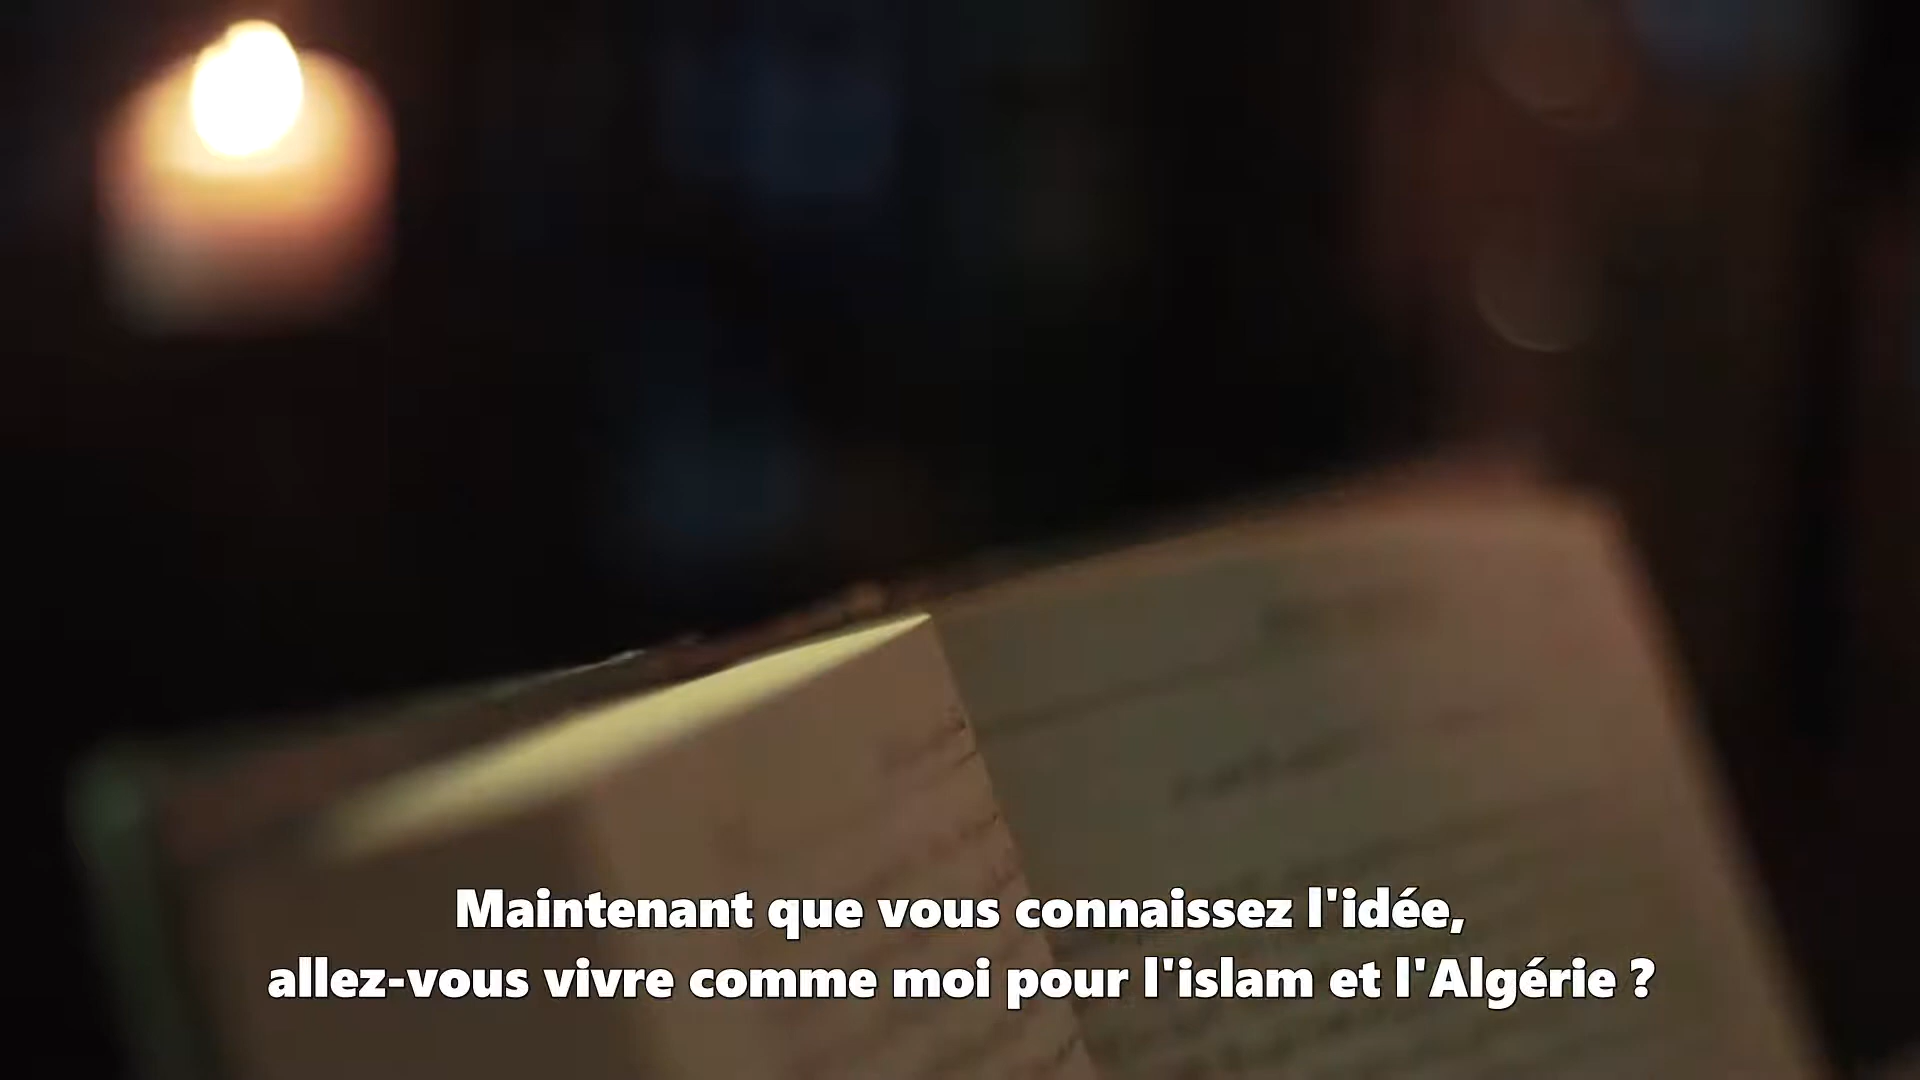 Maintenant que vous connaissez l'idée,
allez-vous vivre comme moi pour l'islam et l'Algérie ?